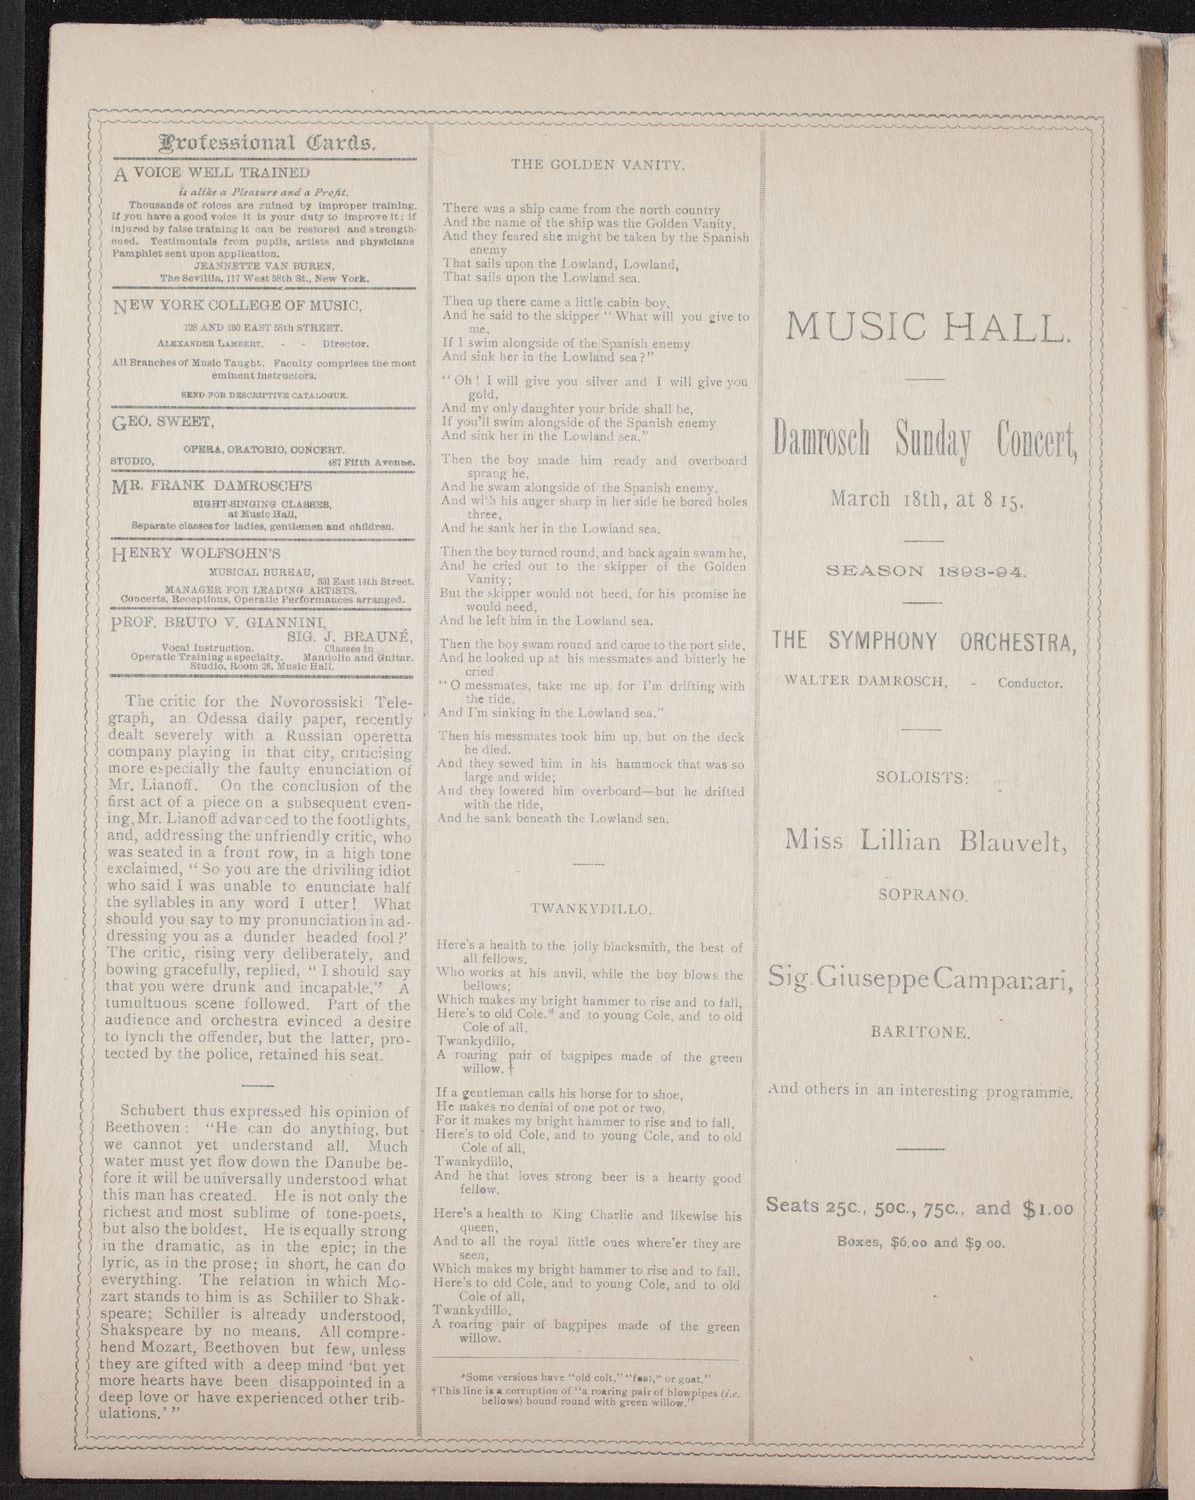 Professional Cards.
A VOICE WELL TRAINED
is alike a Pleasure and a Profit.
Thousands of voices are ruined by improper training.
If you have a good voice it is your duty to improve it; if
injured by false training it can be restored and strength-
ened. Testimonials from pupils, artists and physicians
Pamphlet sent upon application.
JEANNETTE VAN BUREN,
The Sevillia, 117 West 58th St., New York.
NEW YORK COLLEGE OF MUSIC,
128 AND 130 EAST 58th STREET.
ALEXANDER LAMBERT, - - Director.
All Branches of Music Taught. Faculty comprises the most
eminent instructors.
SEND FOR DESCRIPTIVE CATALOGUE.
GEO. SWEET,
OPERA, ORATORIO, CONCERT.
STUDIO, 487 Fifth Avenue.
MR. FRANK DAMROSCH'S
SIGHT-SINGING CLASSES,
at Music Hall,
Separate classes for ladies, gentlemen and children.
HENRY WOLFSOHN'S
MUSICAL BUREAU,
331 East 14th Street.
MANAGER FOR LEADING ARTISTS.
Concerts, Receptions, Operatic Performances arranged.
PROF. BRUTO V. GIANNINI,
SIG. J. BRAUNÉ,
Vocal Instruction. Classes in
Operatic Training a specialty. Mandolin and Guitar.
Studio, Room 26, Music Hall.
The critic for the Novorossiski Tele-
graph, an Odessa daily paper, recently
dealt severely with a Russian operetta
company playing in that city, criticising
more especially the faulty enunciation of
Mr. Lianoff. On the conclusion of the
first act of a piece on a subsequent even-
ing, Mr. Lianoff advanced to the footlights,
and, addressing the unfriendly critic, who
was seated in a front row, in a high tone
exclaimed, "So you are the driviling idiot
who said I was unable to enunciate half
the syllables in any word I utter! What
should you say to my pronunciation in ad-
dressing you as a dunder headed fool?'
The critic, rising very deliberately, and
bowing gracefully, replied, "I should say
that you were drunk and incapable." A
tumultuous scene followed. Part of the
audience and orchestra evinced a desire
to lynch the offender, but the latter, pro-
tected by the police, retained his seat.
Schubert thus expressed his opinion of
Beethoven: "He can do anything, but
we cannot yet understand all. Much
water must yet flow down the Danube be-
fore it will be universally understood what
this man has created. He is not only the
richest and most sublime of tone-poets,
but also the boldest. He is equally strong
in the dramatic, as in the epic; in the
lyric, as in the prose; in short, he can do
everything. The relation in which Mo-
zart stands to him is as Schiller to Shak-
speare; Schiller is already understood,
Shakspeare by no means. All compre-
hend Mozart, Beethoven but few, unless
they are gifted with a deep mind 'but yet
more hearts have been disappointed in a
deep love or have experienced other trib-
ulations.'"
THE GOLDEN VANITY.
There was a ship came from the north country
And the name of the ship was the Golden Vanity,
And they feared she might be taken by the Spanish
enemy
That sails upon the Lowland, Lowland,
That sails upon the Lowland sea.
Then up there came a little cabin boy,
And he said to the skipper "What will you give to
me,
If I swim alongside of the Spanish enemy
And sink her in the Lowland sea?"
"Oh! I will give you silver and I will give you
gold,
And my only daughter your bride shall be,
If you'll swim alongside of the Spanish enemy
And sink her in the Lowland sea."
Then the boy made him ready and overboard
sprang he,
And he swam alongside of the Spanish enemy,
And with his auger sharp in her side he bored holes
three,
And he sank her in the Lowland sea.
Then the boy turned round, and back again swam he,
And he cried out to the skipper of the Golden
Vanity;
But the skipper would not heed, for his promise he
would need,
And he left him in the Lowland sea.
Then the boy swam round and came to the port side,
And he looked up at his messmates and bitterly he
cried
"O messmates, take me up, for I'm drifting with
the tide,
And I'm sinking in the Lowland sea."
Then his messmates took him up, but on the deck
he died.
And they sewed him in his hammock that was so
large and wide;
And they lowered him overboard—but he drifted
with the tide,
And he sank beneath the Lowland sea.
TWANKYDILLO.
Here's a health to the jolly blacksmith, the best of
all fellows,
Who works at his anvil, while the boy blows the
bellows;
Which makes my bright hammer to rise and to fall,
Here's to old Cole,* and to young Cole, and to old
Cole of all,
Twankydillo,
A roaring pair of bagpipes made of the green
willow. †
If a gentleman calls his horse for to shoe,
He makes no denial of one pot or two,
For it makes my bright hammer to rise and to fall,
Here's to old Cole, and to young Cole, and to old
Cole of all,
Twankydillo,
And he that loves strong beer is a hearty good
fellow.
Here's a health to King Charlie and likewise his
queen,
And to all the royal little ones where'er they are
seen,
Which makes my bright hammer to rise and to fall.
Here's to old Cole, and to young Cole, and to old
Cole of all,
Twankydillo,
A roaring pair of bagpipes made of the green
willow.
*Some versions have "old colt," "foal," or goat."
†This line is a corruption of "a roaring pair of blowpipes (i.e.
bellows) bound round with green willow."
MUSIC HALL.
Damrosch Sunday Concert,
March 18th, at 8.15,
SEASON 1893-94.
THE SYMPHONY ORCHESTRA,
WALTER DAMROSCH, - Conductor.
SOLOISTS:
Miss Lillian Blauvelt,
SOPRANO.
Sig. Giuseppe Campanari,
BARITONE,
And others in an interesting programme.
Seats 25c., 50c., 75c., and $1.00
Boxes, $6.00 and $9 00.